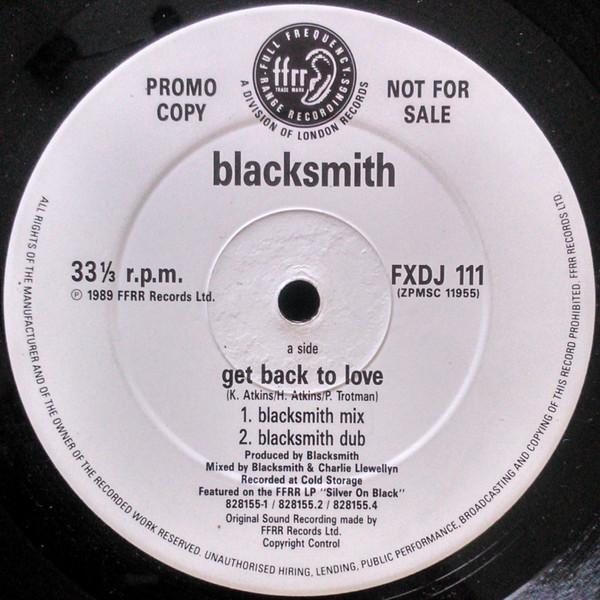 FULL FREQUENCY
ffrr
TRADE MARK
RANGE RECORDINGS
A DIVISION OF LONDON RECORDS
PROMO
COPY
NOT FOR
SALE
blacksmith
33⅓ r.p.m.
℗ 1989 FFRR Records Ltd.
FXDJ 111
(ZPMSC 11955)
a side
get back to love
(K. Atkins/H. Atkins/P. Trotman)
1. blacksmith mix
2. blacksmith dub
Produced by Blacksmith
Mixed by Blacksmith & Charlie Llewellyn
Recorded at Cold Storage
Featured on the FFRR LP "Silver On Black"
828155-1 / 828155.2 / 828155.4
Original Sound Recording made by
FFRR Records Ltd.
Copyright Control
ALL RIGHTS OF THE MANUFACTURER AND OF THE OWNER OF THE RECORDED WORK RESERVED. UNAUTHORISED HIRING, LENDING, PUBLIC PERFORMANCE, BROADCASTING AND COPYING OF THIS RECORD PROHIBITED. FFRR RECORDS LTD.